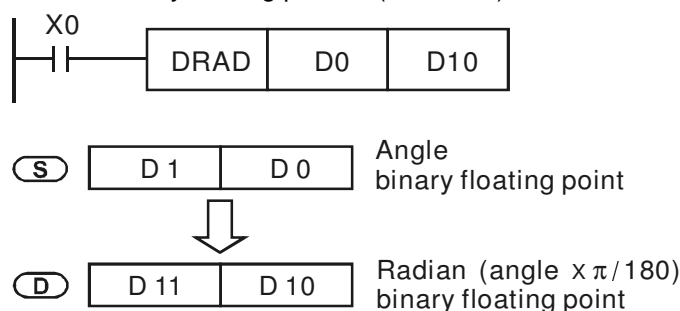 X0
DRAD D0 D10
S D 1 D 0 Angle
binary floating point
D D 11 D 10 Radian (angle x π/180)
binary floating point